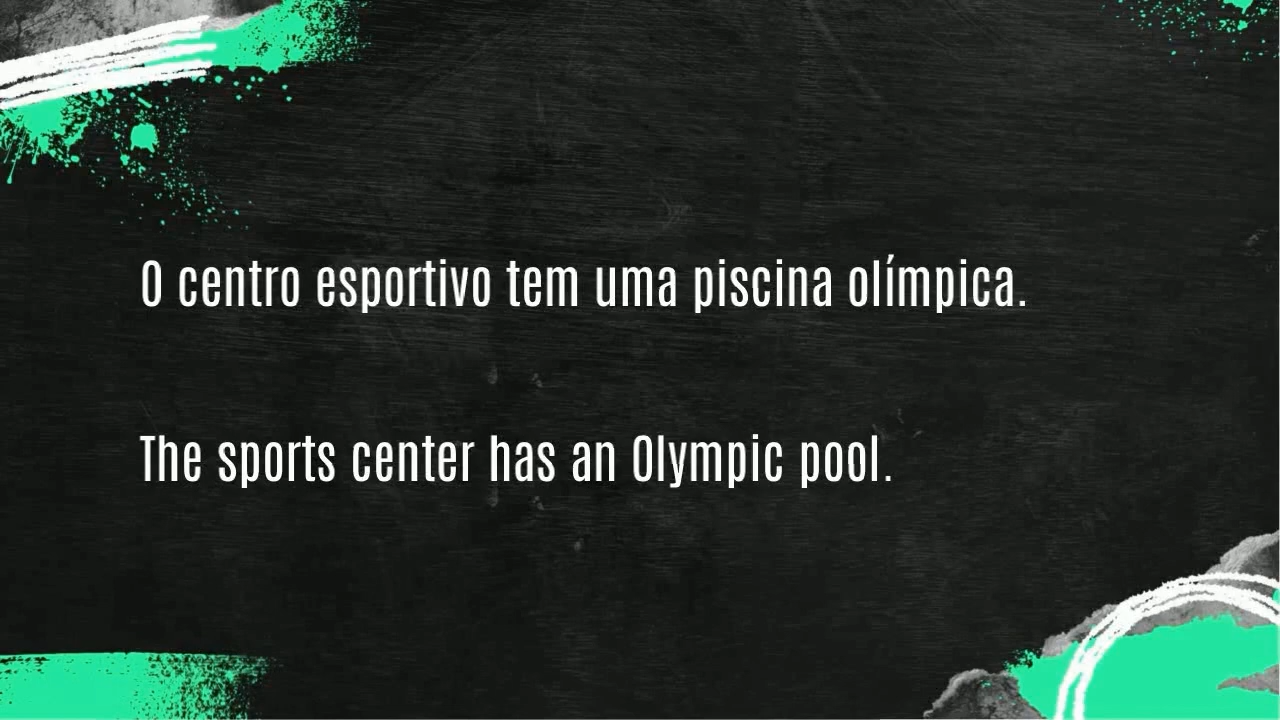 O centro esportivo tem uma piscina olímpica.
The sports center has an Olympic pool.